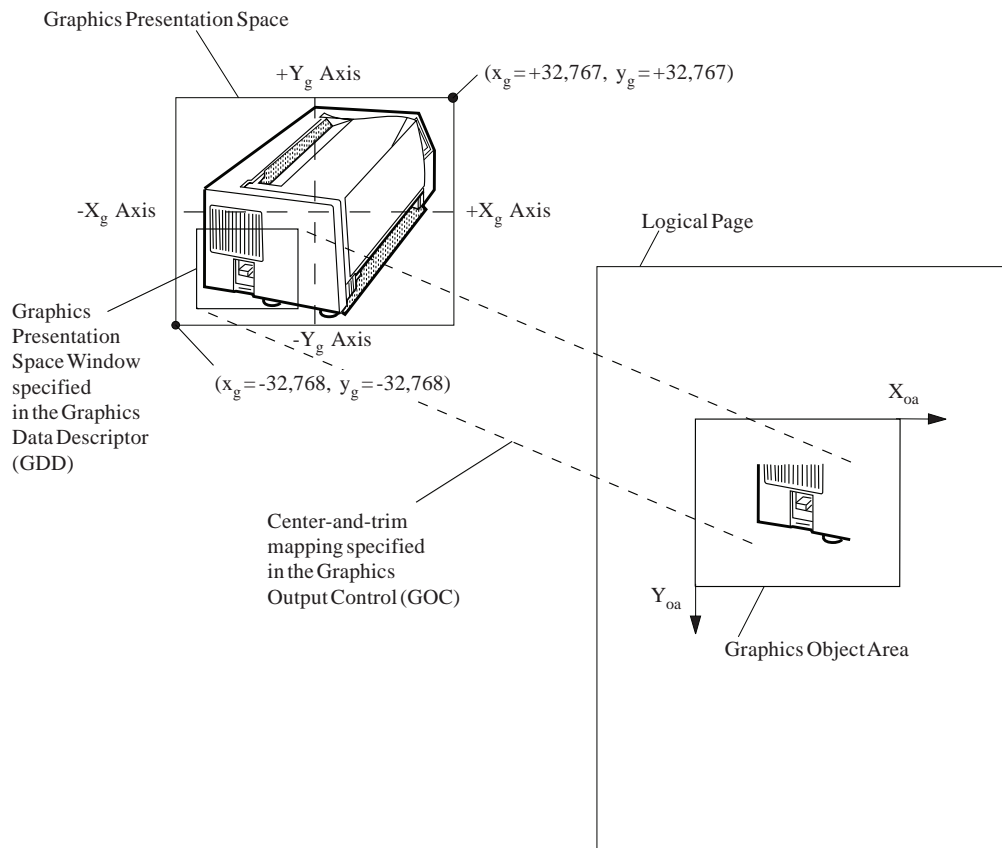 Graphics Presentation Space
+Yg Axis
(xg=+32,767, yg=+32,767)
-Xg Axis
+Xg Axis
Logical Page
Graphics
Presentation
Space Window
specified
in the Graphics
Data Descriptor
(GDD)
-Yg Axis
(xg=-32,768, yg=-32,768)
Xoa
Center-and-trim
mapping specified
in the Graphics
Output Control (GOC)
Yoa
Graphics Object Area